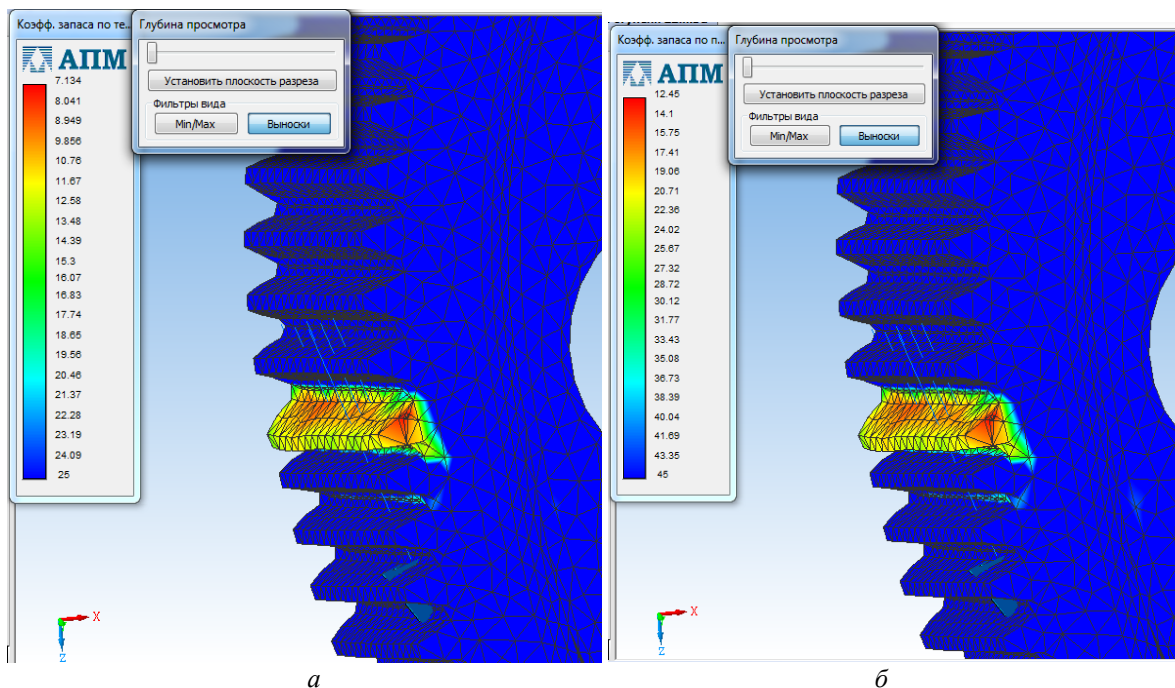 Коэфф. запаса по те...
АПМ
7.134
8.041
8.949
9.856
10.76
11.67
12.58
13.48
14.39
15.3
16.07
16.83
17.74
18.65
19.56
20.46
21.37
22.28
23.19
24.09
25
Глубина просмотра
Установить плоскость разреза
Фильтры вида
Min/Max
Выноски
X
Z
а
Коэфф. запаса по п...
АПМ
12.45
14.1
15.75
17.41
19.06
20.71
22.36
24.02
25.67
27.32
28.72
30.12
31.77
33.43
35.08
36.73
38.39
40.04
41.69
43.35
45
Глубина просмотра
Установить плоскость разреза
Фильтры вида
Min/Max
Выноски
X
Z
б